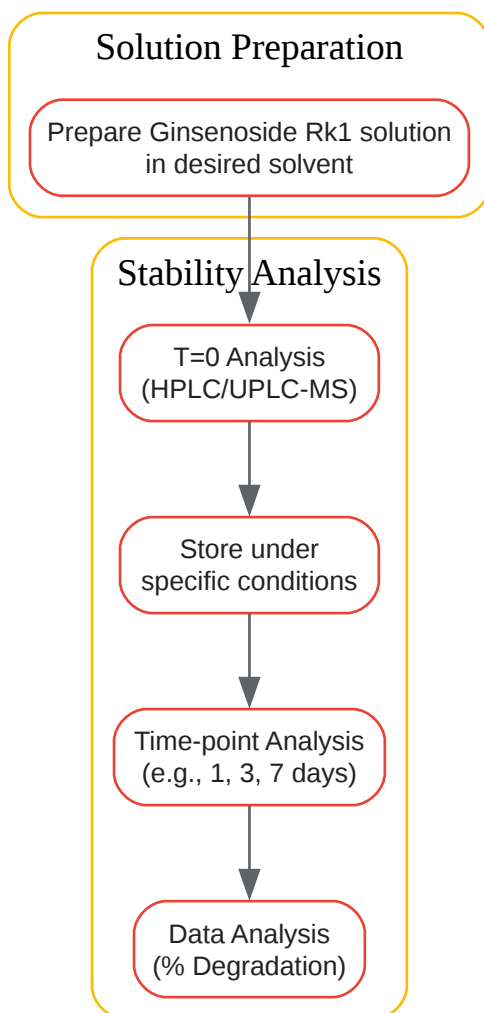 Solution Preparation
Prepare Ginsenoside Rk1 solution
in desired solvent
Stability Analysis
T=0 Analysis
(HPLC/UPLC-MS)
Store under
specific conditions
Time-point Analysis
(e.g., 1, 3, 7 days)
Data Analysis
(% Degradation)